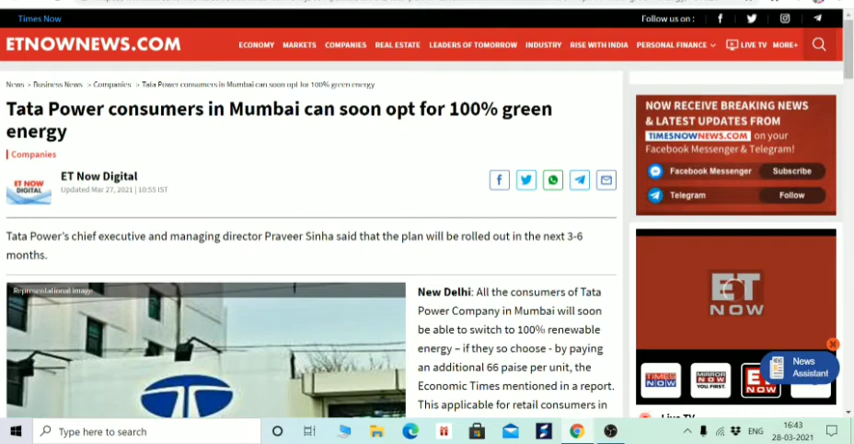 Times Now
Follow us on :
ETNOWNEWS.COM
ECONOMY MARKETS COMPANIES REAL ESTATE LEADERS OF TOMORROW INDUSTRY RISE WITH INDIA PERSONAL FINANCE LIVE TV MORE+
News > Business News > Companies > Tata Power consumers in Mumbai can soon opt for 100% green energy
Tata Power consumers in Mumbai can soon opt for 100% green
energy
Companies
ET NOW
DIGITAL
ET Now Digital
Updated Mar 27, 2021 | 10:55 IST
Tata Power's chief executive and managing director Praveer Sinha said that the plan will be rolled out in the next 3-6
months.
Representational image
New Delhi: All the consumers of Tata
Power Company in Mumbai will soon
be able to switch to 100% renewable
energy – if they so choose - by paying
an additional 66 paise per unit, the
Economic Times mentioned in a report.
This applicable for retail consumers in
NOW RECEIVE BREAKING NEWS
& LATEST UPDATES FROM
TIMESNOWNEWS.COM on your
Facebook Messenger & Telegram!
Facebook Messenger Subscribe
Telegram Follow
ET
NOW
TIMES
NOW
MIRROR
NOW
YOU. FIRST.
ET
NOW
News
Assistant
Live TV
Type here to search
ENG
16:43
28-03-2021